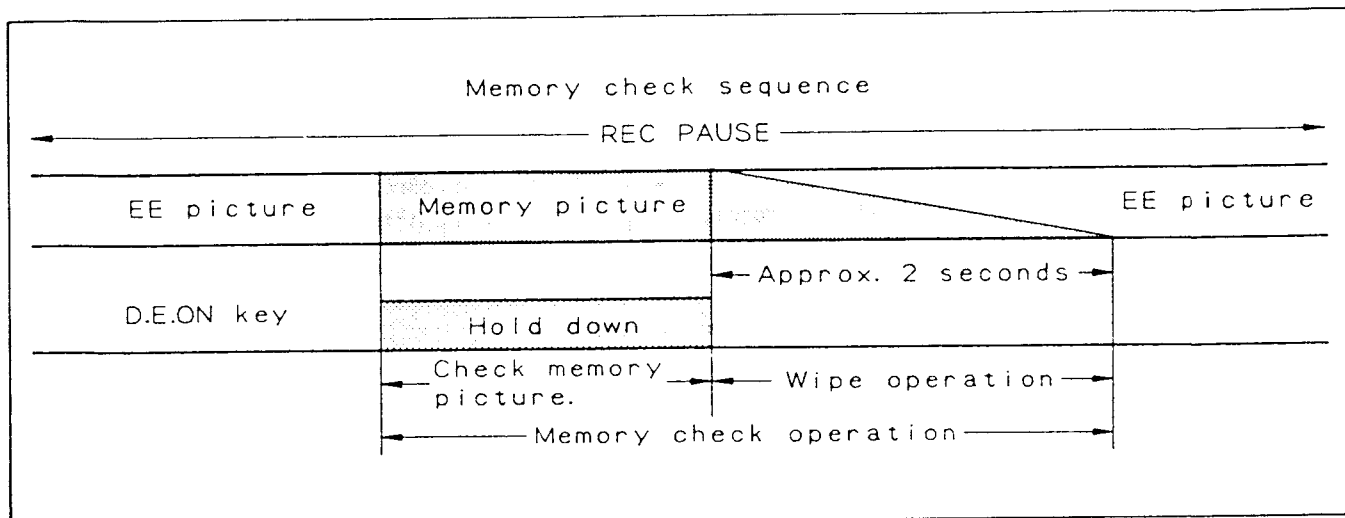 Memory check sequence
REC PAUSE
EE picture
Memory picture
EE picture
Approx. 2 seconds
D.E.ON key
Hold down
Check memory
picture.
Wipe operation
Memory check operation